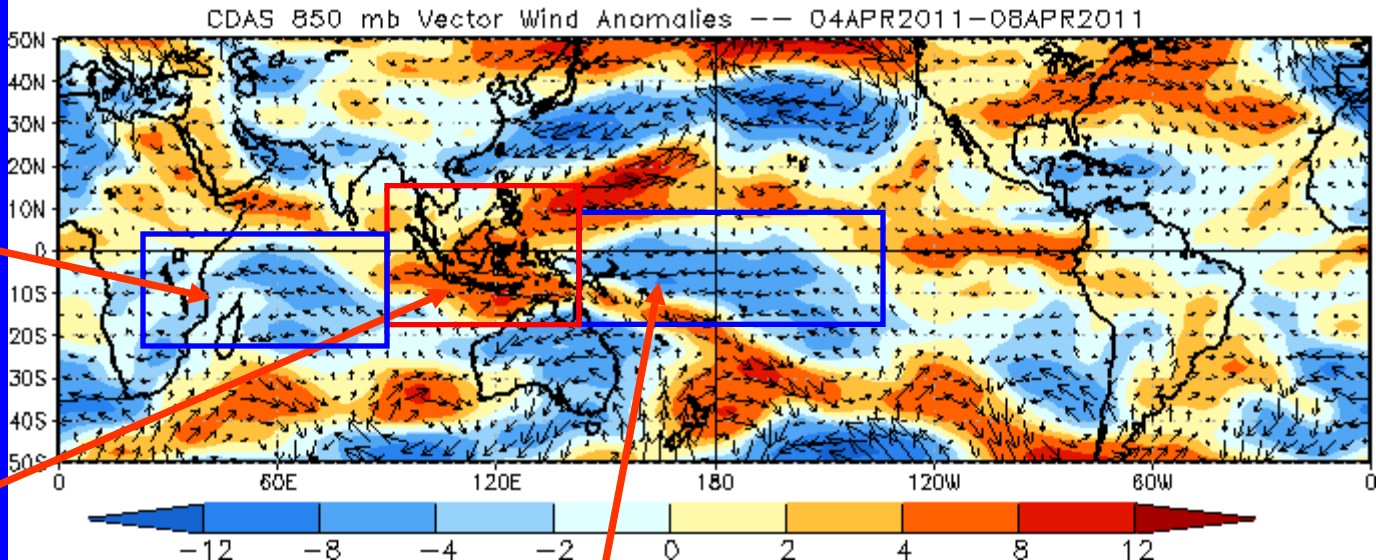 CDAS 850 mb Vector Wind Anomalies -- 04APR2011-08APR2011
50N
40N
30N
20N
10N
0
10S
20S
30S
40S
50S
0 60E 120E 180 120W 60W 0
-12 -8 -4 -2 0 2 4 8 12